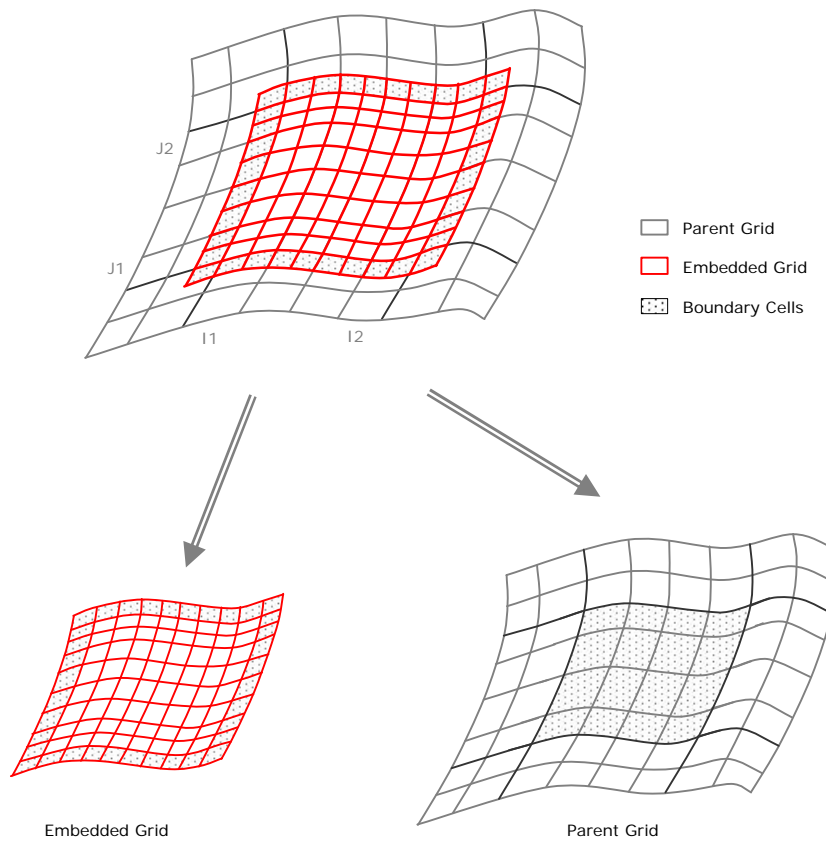 J2
J1
I1
I2
Parent Grid
Embedded Grid
Boundary Cells
Embedded Grid
Parent Grid